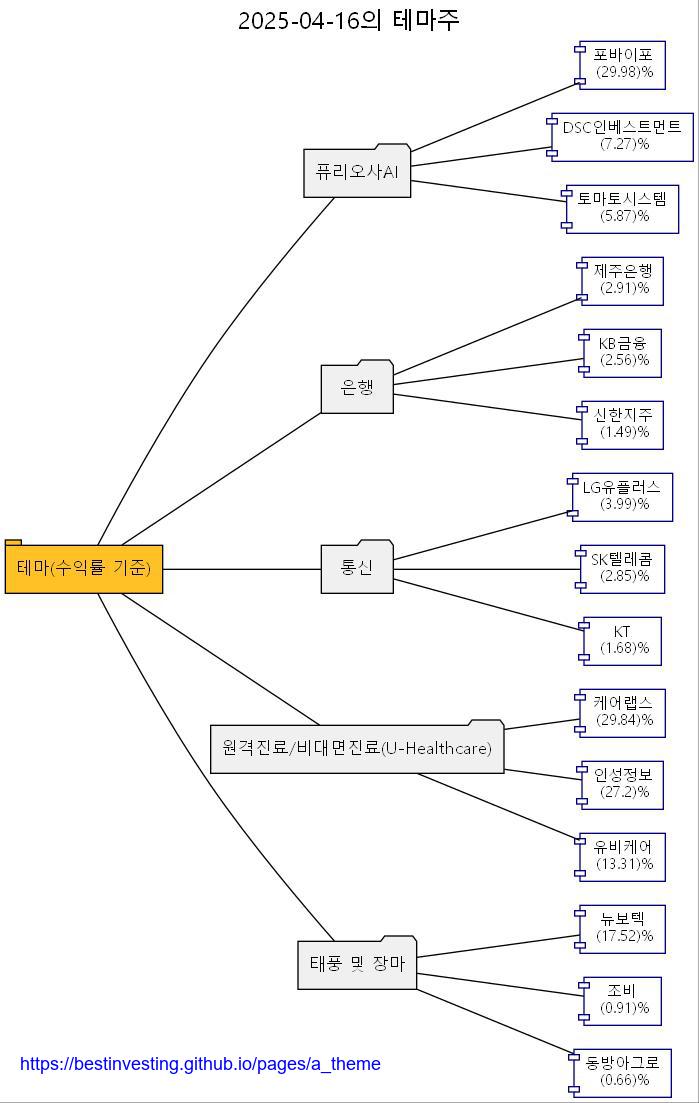 2025-04-16의 테마주
포바이포
(29.98)%
DSC인베스트먼트
(7.27)%
퓨리오사AI
토마토시스템
(5.87)%
제주은행
(2.91)%
KB금융
(2.56)%
은행
신한지주
(1.49)%
LG유플러스
(3.99)%
테마(수익률 기준)
통신
SK텔레콤
(2.85)%
KT
(1.68)%
케어랩스
(29.84)%
원격진료/비대면진료(U-Healthcare)
인성정보
(27.2)%
유비케어
(13.31)%
뉴보텍
(17.52)%
태풍 및 장마
조비
(0.91)%
동방아그로
(0.66)%
https://bestinvesting.github.io/pages/a_theme